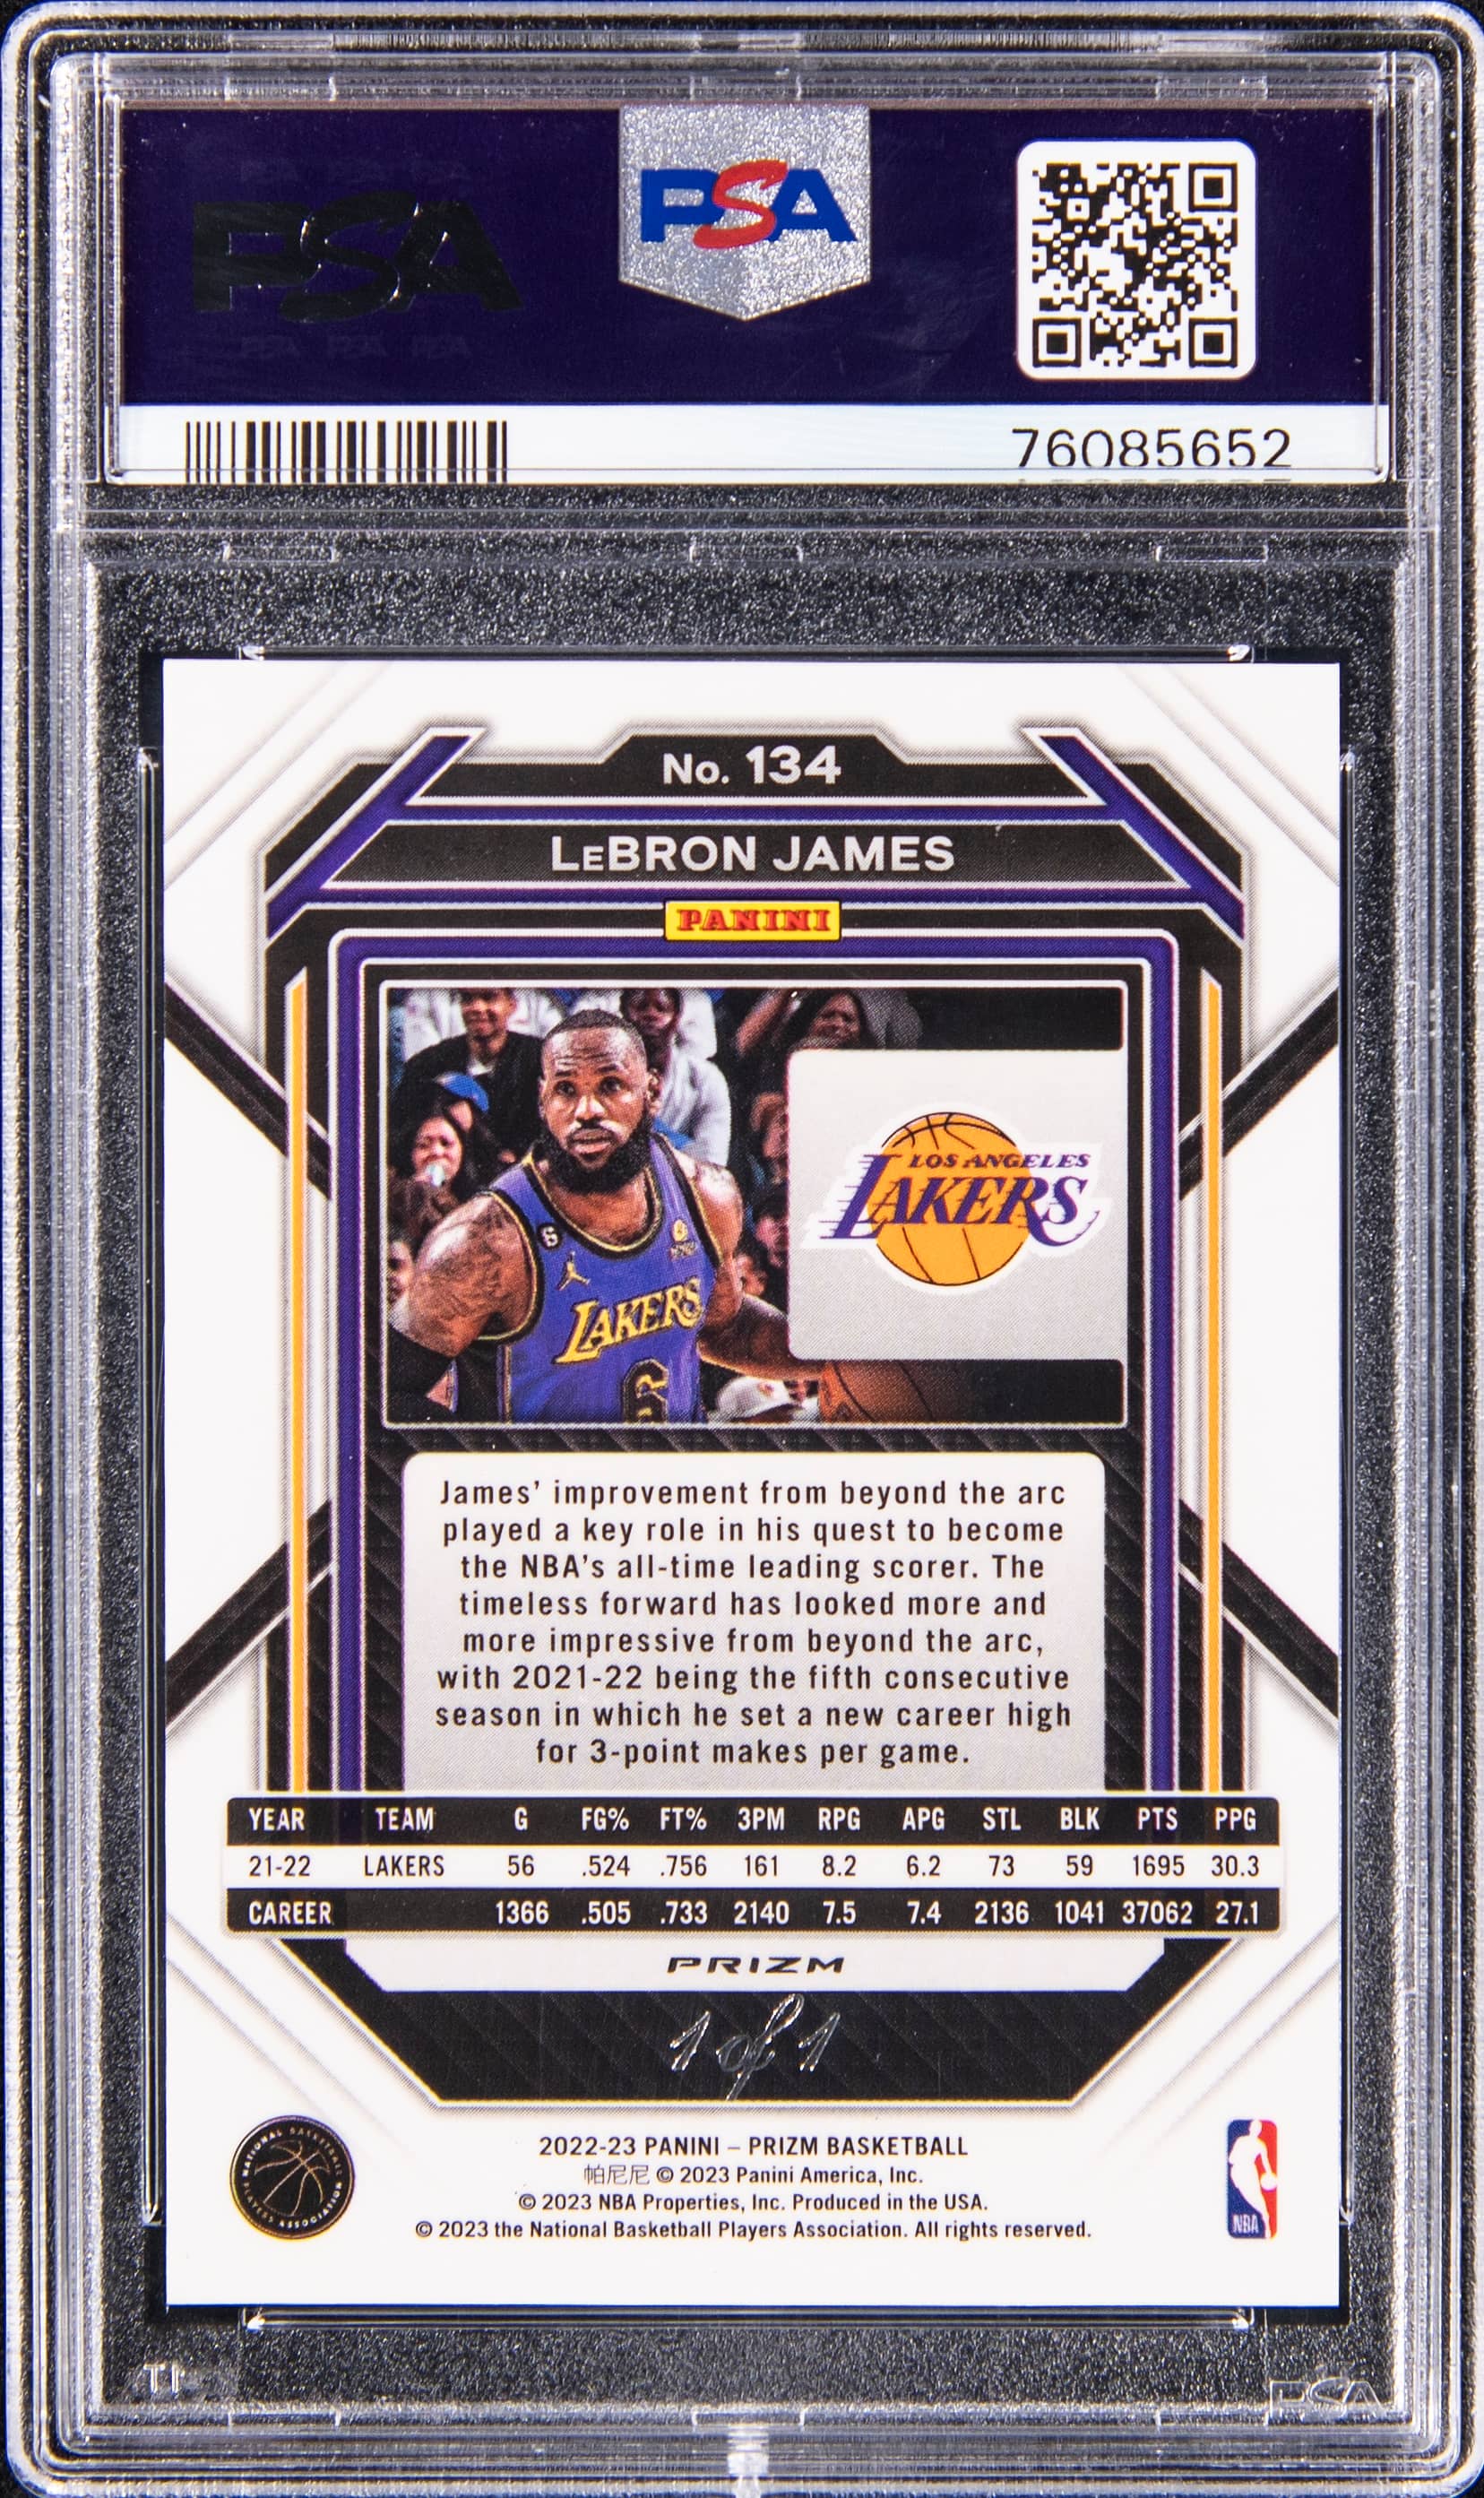 PSA
PSA
76085652
No. 134
LeBRON JAMES
PANINI
LOS ANGELES
LAKERS
6
6
LAKERS
6
James’ improvement from beyond the arc
played a key role in his quest to become
the NBA’s all-time leading scorer. The
timeless forward has looked more and
more impressive from beyond the arc,
with 2021-22 being the fifth consecutive
season in which he set a new career high
for 3-point makes per game.
YEAR TEAM G FG% FT% 3PM RPG APG STL BLK PTS PPG
21-22 LAKERS 56 .524 .756 161 8.2 6.2 73 59 1695 30.3
CAREER 1366 .505 .733 2140 7.5 7.4 2136 1041 37062 27.1
PRIZM
1 of 1
NATIONAL BASKETBALL
PLAYERS ASSOCIATION
2022-23 PANINI – PRIZM BASKETBALL
帕尼尼 © 2023 Panini America, Inc.
© 2023 NBA Properties, Inc. Produced in the USA.
© 2023 the National Basketball Players Association. All rights reserved.
NBA
PSA